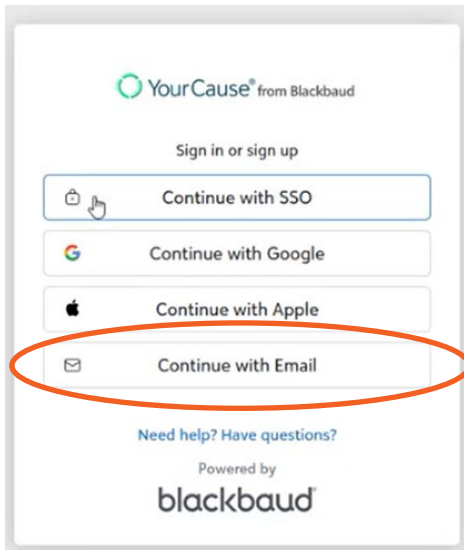 YourCause® from Blackbaud
Sign in or sign up
Continue with SSO
Continue with Google
Continue with Apple
Continue with Email
Need help? Have questions?
Powered by
blackbaud